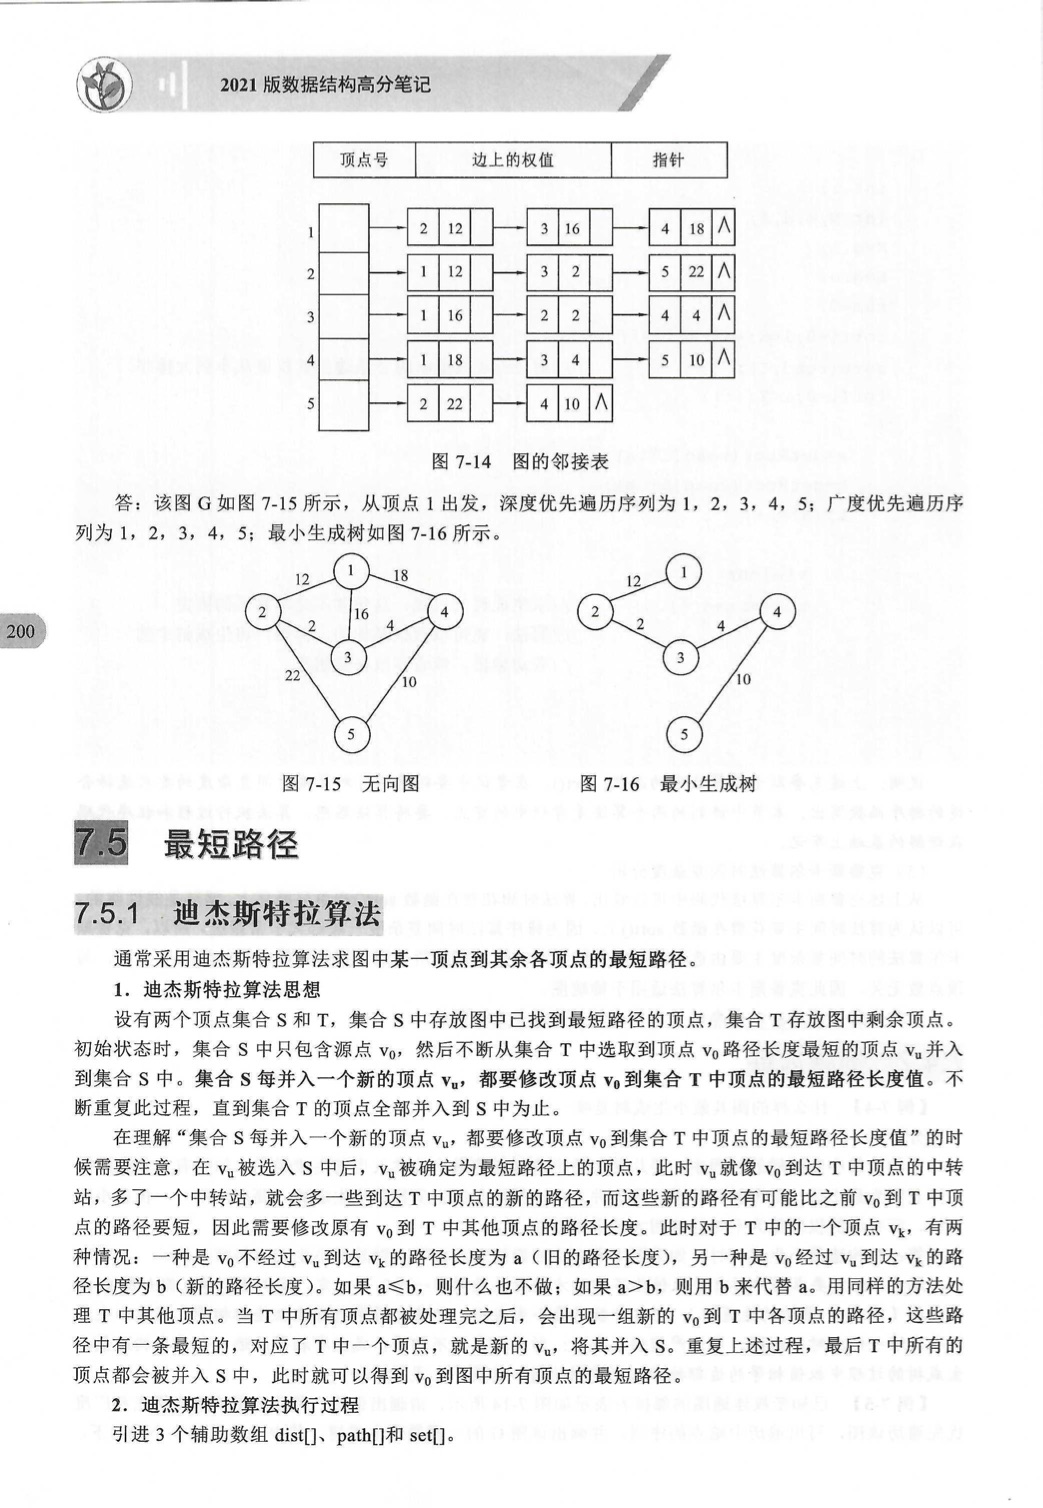 2021 版数据结构高分笔记
顶点号 边上的权值 指针
1 2 12 3 16 4 18 ∧
2 1 12 3 2 5 22 ∧
3 1 16 2 2 4 4 ∧
4 1 18 3 4 5 10 ∧
5 2 22 4 10 ∧
图 7-14 图的邻接表
答：该图 G 如图 7-15 所示，从顶点 1 出发，深度优先遍历序列为 1，2，3，4，5；广度优先遍历序
列为 1，2，3，4，5；最小生成树如图 7-16 所示。
1 12 18 2 16 4 2 4 3 22 10 5
1 12 2 4 2 4 3 10 5
200
图 7-15 无向图 图 7-16 最小生成树
7.5 最短路径
7.5.1 迪杰斯特拉算法
通常采用迪杰斯特拉算法求图中某一顶点到其余各顶点的最短路径。
1．迪杰斯特拉算法思想
设有两个顶点集合 S 和 T，集合 S 中存放图中已找到最短路径的顶点，集合 T 存放图中剩余顶点。
初始状态时，集合 S 中只包含源点 v₀，然后不断从集合 T 中选取到顶点 v₀ 路径长度最短的顶点 vᵤ 并入
到集合 S 中。集合 S 每并入一个新的顶点 vᵤ，都要修改顶点 v₀ 到集合 T 中顶点的最短路径长度值。不
断重复此过程，直到集合 T 的顶点全部并入到 S 中为止。
在理解“集合 S 每并入一个新的顶点 vᵤ，都要修改顶点 v₀ 到集合 T 中顶点的最短路径长度值”的时
候需要注意，在 vᵤ 被选入 S 中后，vᵤ 被确定为最短路径上的顶点，此时 vᵤ 就像 v₀ 到达 T 中顶点的中转
站，多了一个中转站，就会多一些到达 T 中顶点的新的路径，而这些新的路径有可能比之前 v₀ 到 T 中顶
点的路径要短，因此需要修改原有 v₀ 到 T 中其他顶点的路径长度。此时对于 T 中的一个顶点 vₖ，有两
种情况：一种是 v₀ 不经过 vᵤ 到达 vₖ 的路径长度为 a（旧的路径长度），另一种是 v₀ 经过 vᵤ 到达 vₖ 的路
径长度为 b（新的路径长度）。如果 a≤b，则什么也不做；如果 a>b，则用 b 来代替 a。用同样的方法处
理 T 中其他顶点。当 T 中所有顶点都被处理完之后，会出现一组新的 v₀ 到 T 中各顶点的路径，这些路
径中有一条最短的，对应了 T 中一个顶点，就是新的 vᵤ，将其并入 S。重复上述过程，最后 T 中所有的
顶点都会被并入 S 中，此时就可以得到 v₀ 到图中所有顶点的最短路径。
2．迪杰斯特拉算法执行过程
引进 3 个辅助数组 dist[]、path[]和 set[]。